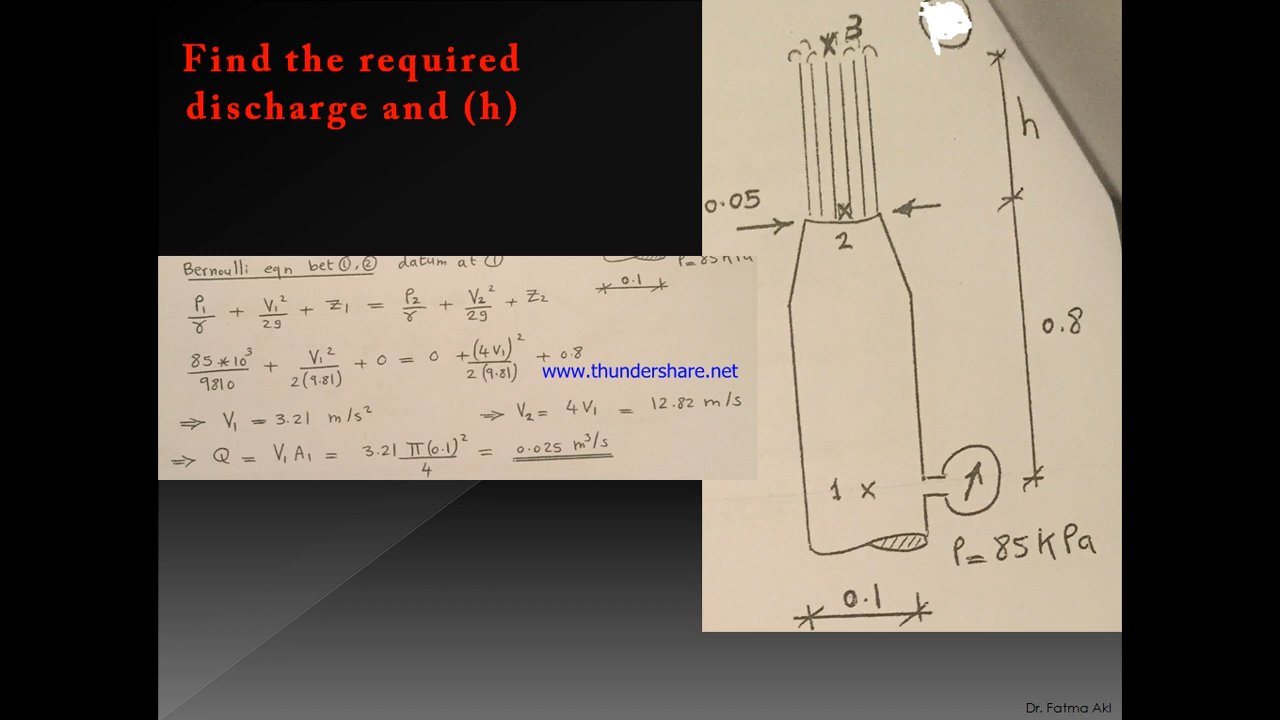 Find the required
discharge and (h)
Bernoulli eqn bet ①,② datum at ①
P=85KPa
0.1
P₁/γ + V₁²/2g + Z₁ = P₂/γ + V₂²/2g + Z₂
85*10³/9810 + V₁²/2(9.81) + 0 = 0 + (4V₁)²/2(9.81) + 0.8
www.thundershare.net
⇒ V₁ = 3.21 m/s² ⇒ V₂ = 4V₁ = 12.82 m/s
⇒ Q = V₁A₁ = 3.21 π(0.1)²/4 = 0.025 m³/s
3
h
0.05
2
0.8
1
P=85KPa
0.1
Dr. Fatma Akl